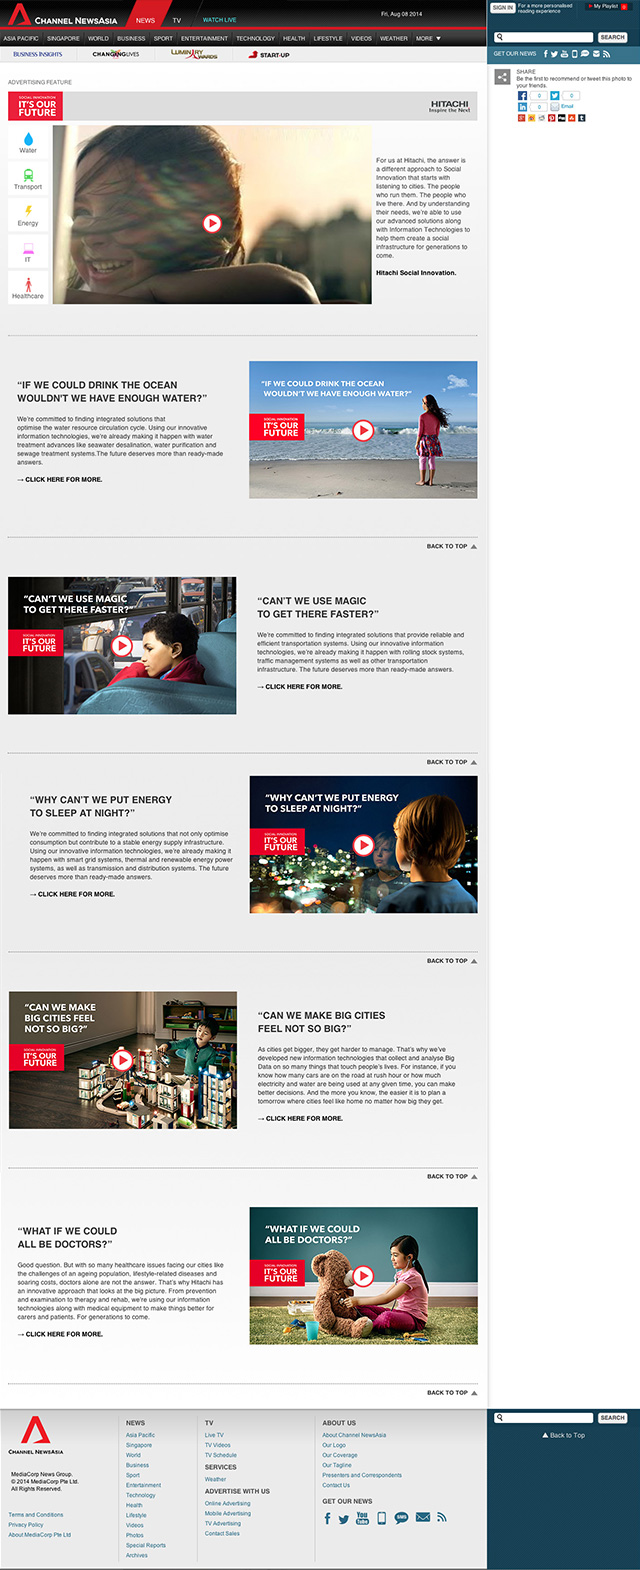 CHANNEL NEWSASIA
NEWS
TV
WATCH LIVE
Fri, Aug 08 2014
SIGN IN
For a more personalised
reading experience
My Playlist 0
ASIA PACIFIC SINGAPORE WORLD BUSINESS SPORT ENTERTAINMENT TECHNOLOGY HEALTH LIFESTYLE VIDEOS WEATHER MORE
SEARCH
BUSINESS INSIGHTS
CHANGING LIVES
LUMINARY AWARDS
START-UP
GET OUR NEWS
SHARE
Be the first to recommend or tweet this photo to
your friends.
0
0
0
Email
ADVERTISING FEATURE
SOCIAL INNOVATION
IT'S OUR
FUTURE
HITACHI
Inspire the Next
Water
Transport
Energy
IT
Healthcare
For us at Hitachi, the answer is
a different approach to Social
Innovation that starts with
listening to cities. The people
who run them. The people who
live there. And by understanding
their needs, we're able to use
our advanced solutions along
with Information Technologies to
help them create a social
infrastructure for generations to
come.
Hitachi Social Innovation.
“IF WE COULD DRINK THE OCEAN
WOULDN'T WE HAVE ENOUGH WATER?”
We're committed to finding integrated solutions that
optimise the water resource circulation cycle. Using our innovative
information technologies, we're already making it happen with water
treatment advances like seawater desalination, water purification and
sewage treatment systems.The future deserves more than ready-made
answers.
→ CLICK HERE FOR MORE.
“IF WE COULD DRINK THE OCEAN
WOULDN'T WE HAVE ENOUGH WATER?”
SOCIAL INNOVATION
IT'S OUR
FUTURE
BACK TO TOP
“CAN'T WE USE MAGIC
TO GET THERE FASTER?”
SOCIAL INNOVATION
IT'S OUR
FUTURE
“CAN'T WE USE MAGIC
TO GET THERE FASTER?”
We're committed to finding integrated solutions that provide reliable and
efficient transportation systems. Using our innovative information
technologies, we're already making it happen with rolling stock systems,
traffic management systems as well as other transportation
infrastructure. The future deserves more than ready-made answers.
→ CLICK HERE FOR MORE.
BACK TO TOP
“WHY CAN'T WE PUT ENERGY
TO SLEEP AT NIGHT?”
We're committed to finding integrated solutions that not only optimise
consumption but contribute to a stable energy supply infrastructure.
Using our innovative information technologies, we're already making it
happen with smart grid systems, thermal and renewable energy power
systems, as well as transmission and distribution systems. The future
deserves more than ready-made answers.
→ CLICK HERE FOR MORE.
“WHY CAN'T WE PUT ENERGY
TO SLEEP AT NIGHT?”
SOCIAL INNOVATION
IT'S OUR
FUTURE
BACK TO TOP
“CAN WE MAKE
BIG CITIES FEEL
NOT SO BIG?”
SOCIAL INNOVATION
IT'S OUR
FUTURE
“CAN WE MAKE BIG CITIES
FEEL NOT SO BIG?”
As cities get bigger, they get harder to manage. That's why we've
developed new information technologies that collect and analyse Big
Data on so many things that touch people's lives. For instance, if you
know how many cars are on the road at rush hour or how much
electricity and water are being used at any given time, you can make
better decisions. And the more you know, the easier it is to plan a
tomorrow where cities feel like home no matter how big they get.
→ CLICK HERE FOR MORE.
BACK TO TOP
“WHAT IF WE COULD
ALL BE DOCTORS?”
Good question. But with so many healthcare issues facing our cities like
the challenges of an ageing population, lifestyle-related diseases and
soaring costs, doctors alone are not the answer. That's why Hitachi has
an innovative approach that looks at the big picture. From prevention
and examination to therapy and rehab, we're using our information
technologies along with medical equipment to make things better for
carers and patients. For generations to come.
→ CLICK HERE FOR MORE.
“WHAT IF WE COULD
ALL BE DOCTORS?”
SOCIAL INNOVATION
IT'S OUR
FUTURE
BACK TO TOP
CHANNEL NEWSASIA
MediaCorp News Group.
© 2014 MediaCorp Pte Ltd.
All Rights Reserved.
Terms and Conditions
Privacy Policy
About MediaCorp Pte Ltd
NEWS
Asia Pacific
Singapore
World
Business
Sport
Entertainment
Technology
Health
Lifestyle
Videos
Photos
Special Reports
Archives
TV
Live TV
TV Videos
TV Schedule
SERVICES
Weather
ADVERTISE WITH US
Online Advertising
Mobile Advertising
TV Advertising
Contact Sales
ABOUT US
About Channel NewsAsia
Our Logo
Our Coverage
Our Tagline
Presenters and Correspondents
Contact Us
GET OUR NEWS
You
Tube
SMS
SEARCH
Back to Top